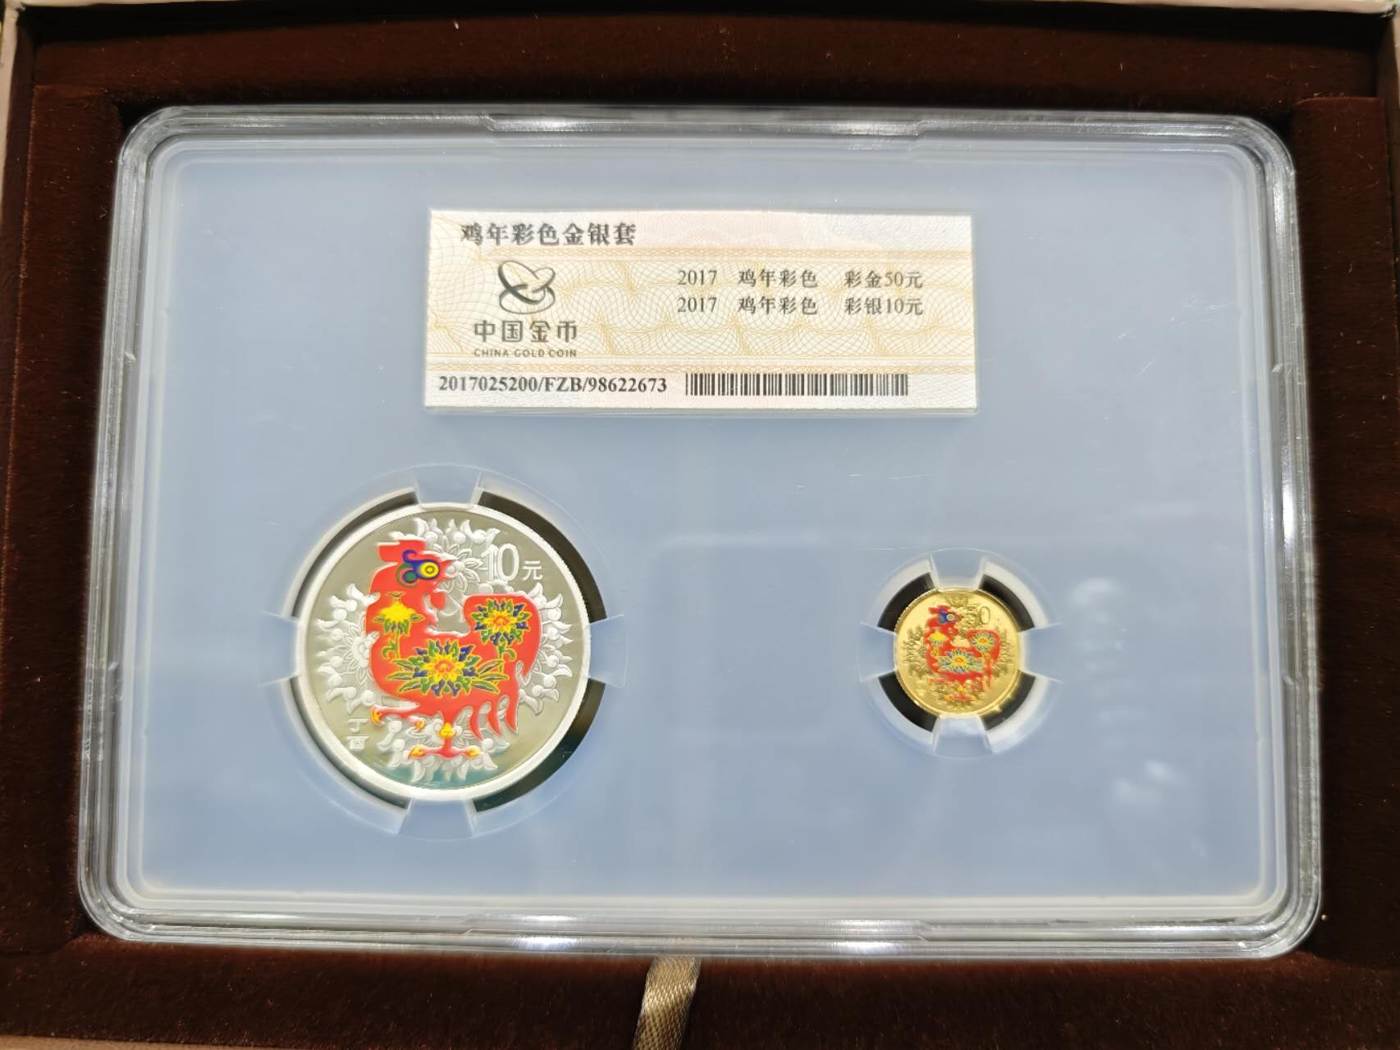 鸡年彩色金银套
2017 鸡年彩色 彩金50元
2017 鸡年彩色 彩银10元
中国金币
CHINA GOLD COIN
2017025200/FZB/98622673
10元
丁酉
50